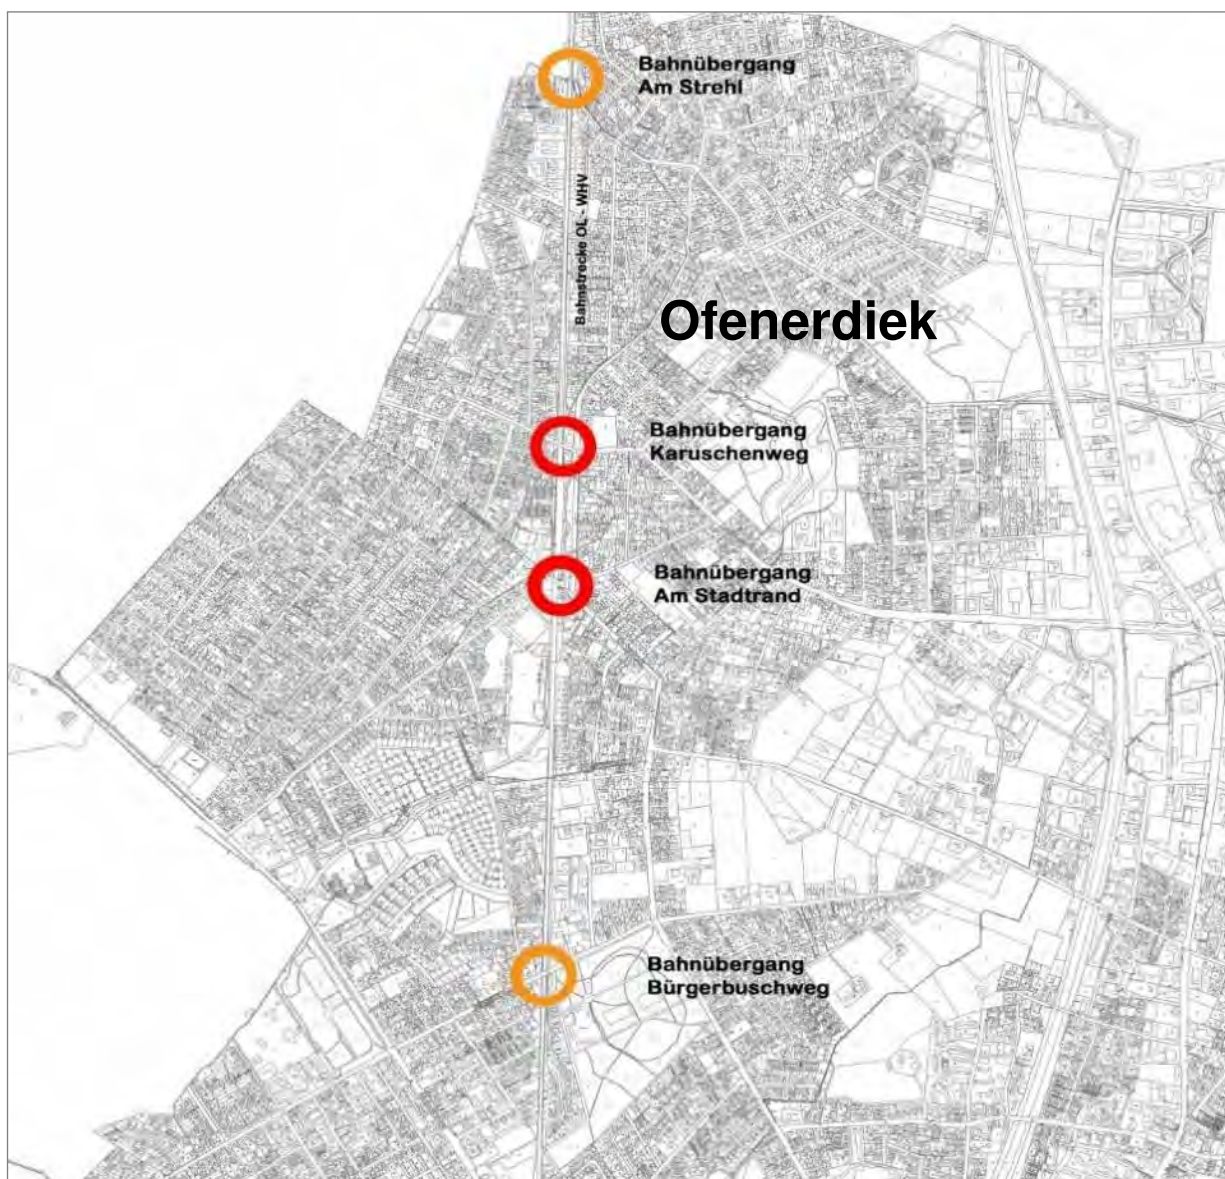 Bahnübergang
Am Strehl
Bahnstrecke OL - WHV
Ofenerdiek
Bahnübergang
Karuschenweg
Bahnübergang
Am Stadtrand
Bahnübergang
Bürgerbuschweg